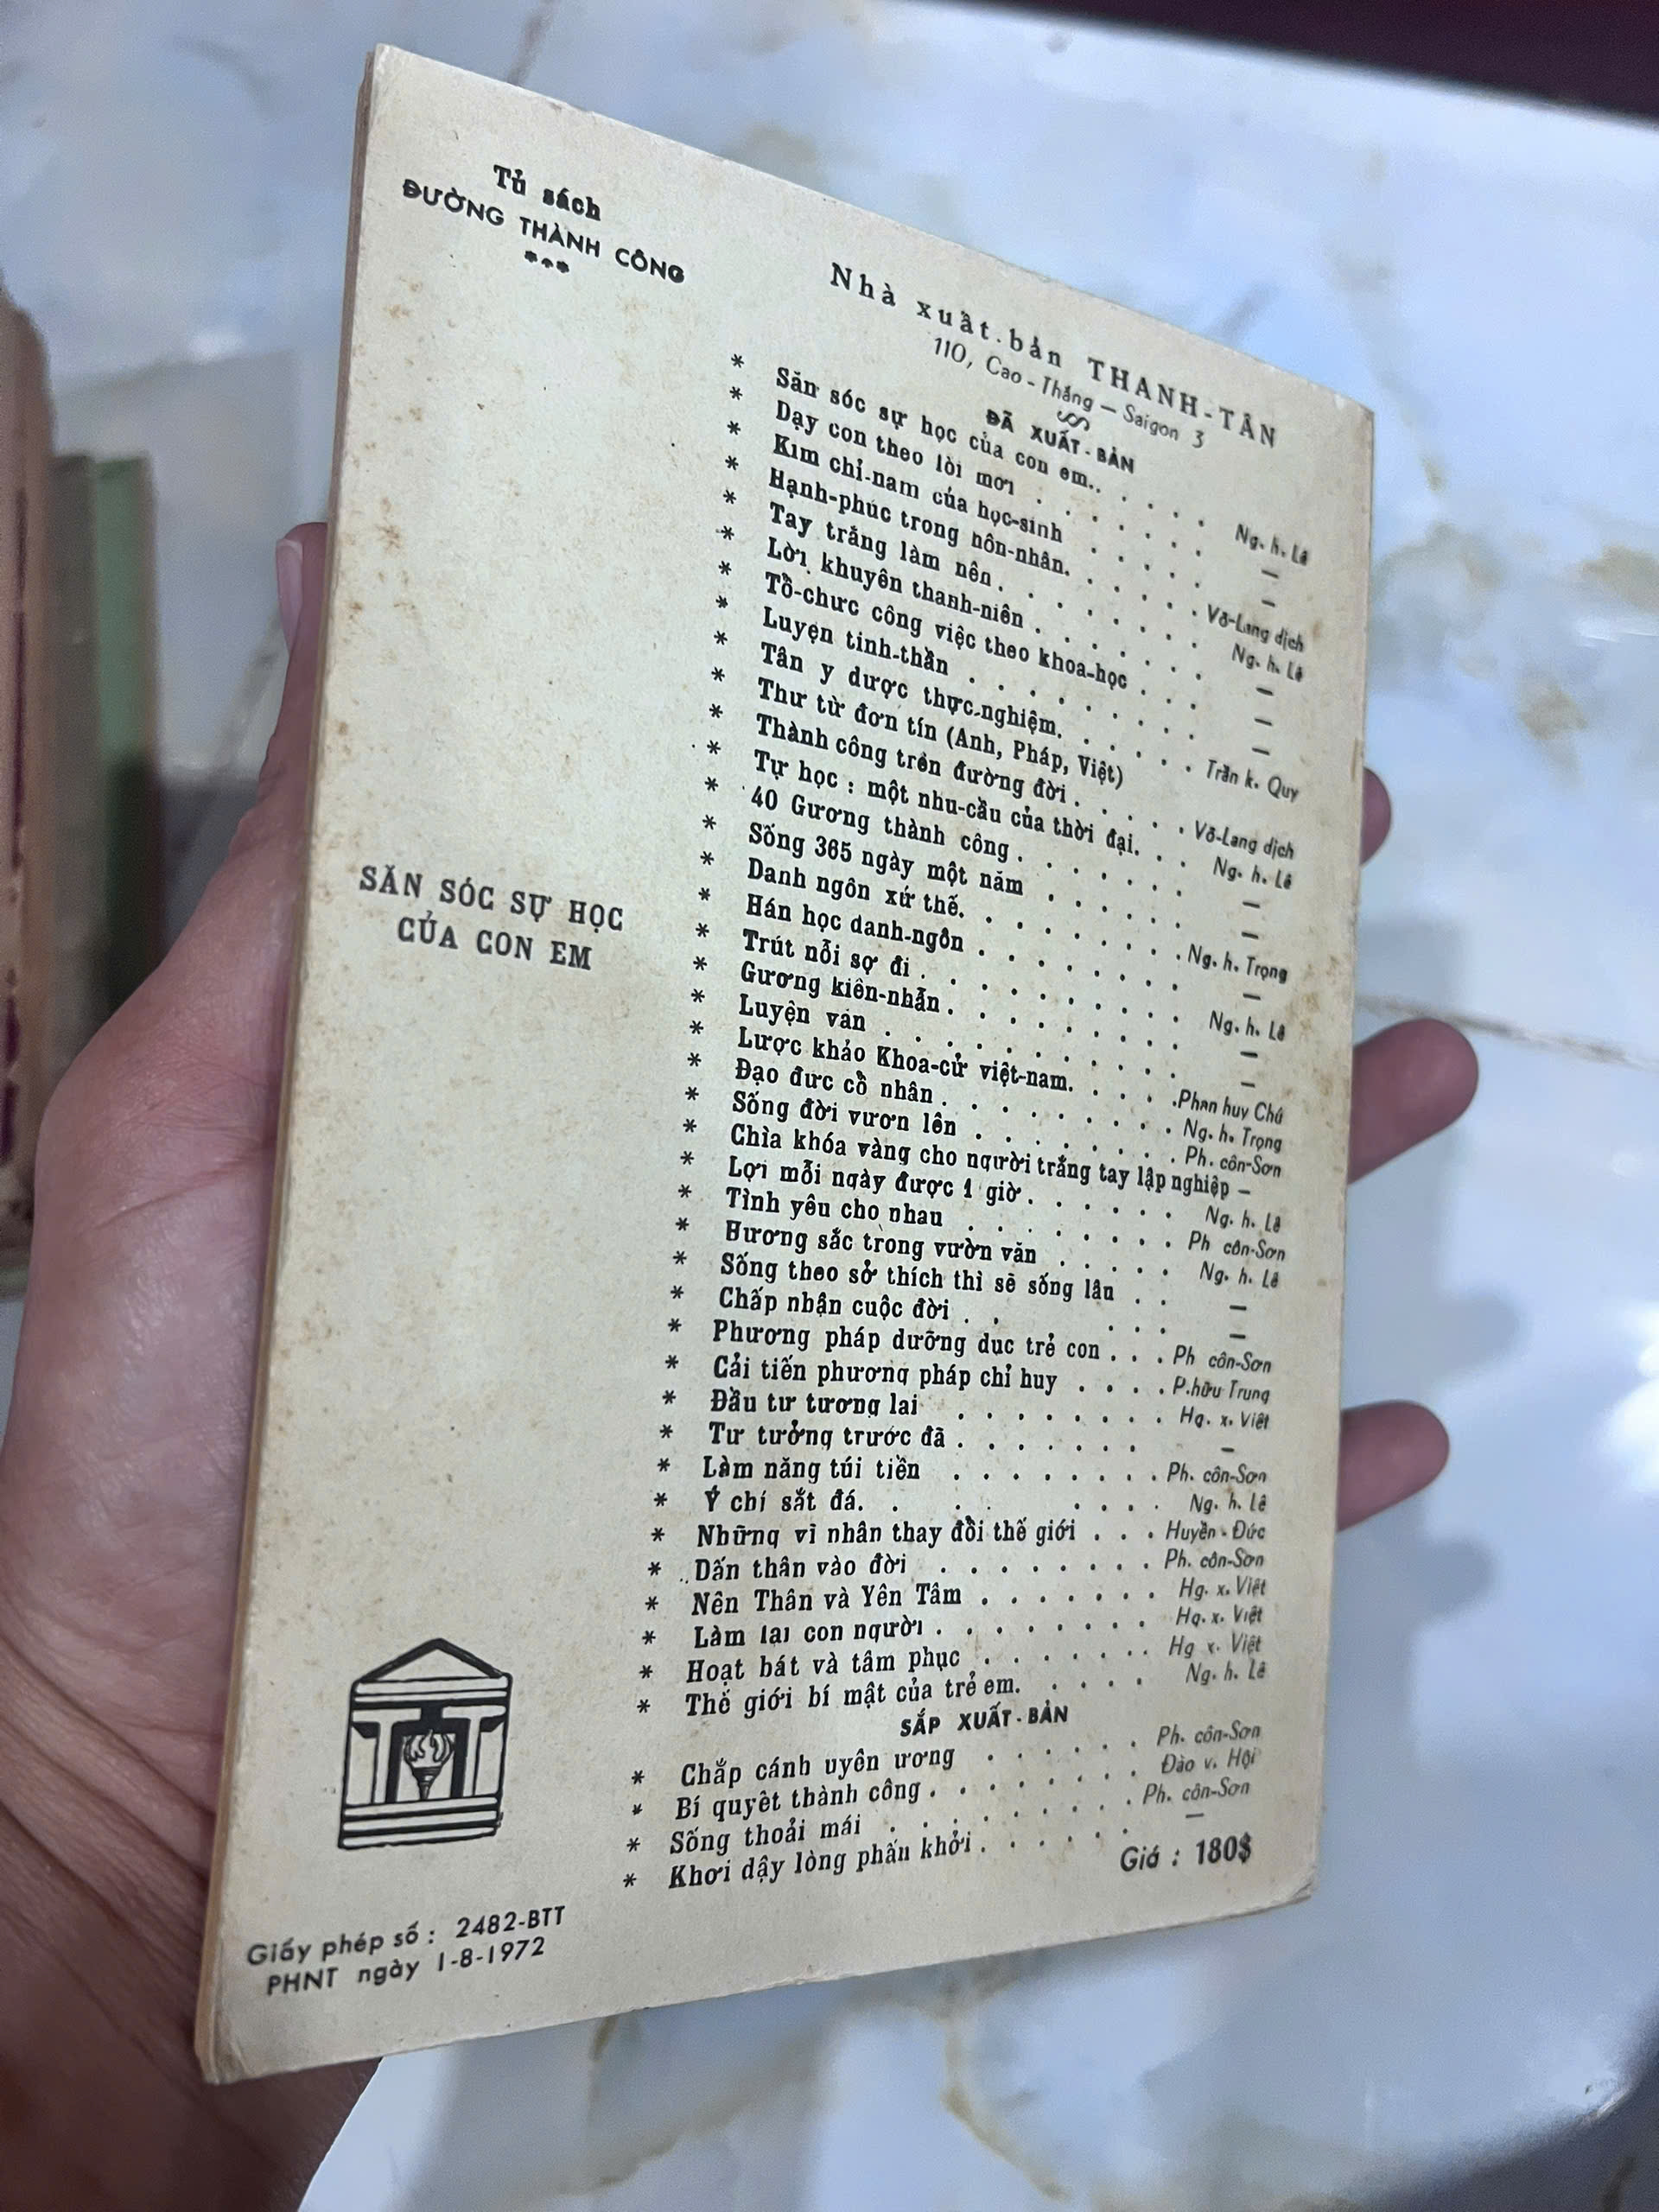 Tủ sách
ĐƯỜNG THÀNH CÔNG
***
Nhà xuất.bản THANH-TÂN
110, Cao-Thắng — Saigon 3
ĐÃ XUẤT-BẢN
* Săn sóc sự học của con em.. . . . . Ng. h. Lê
* Dạy con theo lối mới . . . . . . —
* Kim chỉ-nam của học-sinh . . . . . —
* Hạnh-phúc trong hôn-nhân. . . . . . Võ-Lang dịch
* Tay trắng làm nên . . . . . . . Ng. h. Lê
* Lời khuyên thanh-niên . . . . . . —
* Tổ-chức công việc theo khoa-học . . . —
* Luyện tinh-thần . . . . . . . . —
* Tân y dược thực-nghiệm. . . . . . Trần k. Quy
* Thư từ đơn tín (Anh, Pháp, Việt)
* Thành công trên đường đời . . . . . Võ-Lang dịch
* Tự học : một nhu-cầu của thời đại. . . Ng. h. Lê
* 40 Gương thành công . . . . . . —
* Sống 365 ngày một năm . . . . . . —
* Danh ngôn xử thế. . . . . . . . Ng. h. Trọng
* Hán học danh-ngôn . . . . . . . —
* Trút nỗi sợ đi . . . . . . . . . Ng. h. Lê
* Gương kiên-nhẫn . . . . . . . . —
* Luyện văn . . . . . . . . . . —
* Lược khảo Khoa-cử việt-nam. . . . .Phan huy Chú
* Đạo đức cổ nhân . . . . . . . . Ng. h. Trọng
* Sống đời vươn lên . . . . . . . Ph. côn-Sơn
* Chìa khóa vàng cho người trắng tay lập nghiệp —
* Lợi mỗi ngày được 1 giờ . . . . . . Ng. h. Lê
* Tình yêu cho nhau . . . . . . . Ph côn-Sơn
* Hương sắc trong vườn văn . . . . . Ng. h. Lê
* Sống theo sở thích thì sẽ sống lâu . . —
* Chấp nhận cuộc đời . . . . . —
* Phương pháp dưỡng dục trẻ con . . . Ph côn-Sơn
* Cải tiến phương pháp chỉ huy . . . . P.hữu Trung
* Đầu tư tương lai . . . . . . . . Hg. x. Việt
* Tư tưởng trước đã . . . . . . . —
* Làm năng túi tiền . . . . . . . . Ph. côn-Sơn
* Ý chí sắt đá. . . . . . . . Ng. h. Lê
* Những vĩ nhân thay đổi thế giới . . . Huyền-Đức
* Dấn thân vào đời . . . . . . . . Ph. côn-Sơn
* Nên Thân và Yên Tâm . . . . . . . Hg. x. Việt
* Làm lại con người . . . . . . . . Hg. x. Việt
* Hoạt bát và tâm phục . . . . . . . Hg x. Việt
* Thế giới bí mật của trẻ em. . . . . Ng. h. Lê
SẮP XUẤT-BẢN
* Chắp cánh uyên ương . . . . . . Ph. côn-Sơn
* Bí quyết thành công . . . . . . . . Đào v. Hội
* Sống thoải mái . . . . . . . . . Ph. côn-Sơn
* Khơi dậy lòng phấn khởi . . . . . . —
Giá : 180$
SĂN SÓC SỰ HỌC
CỦA CON EM
Giấy phép số : 2482-BTT
PHNT ngày 1-8-1972